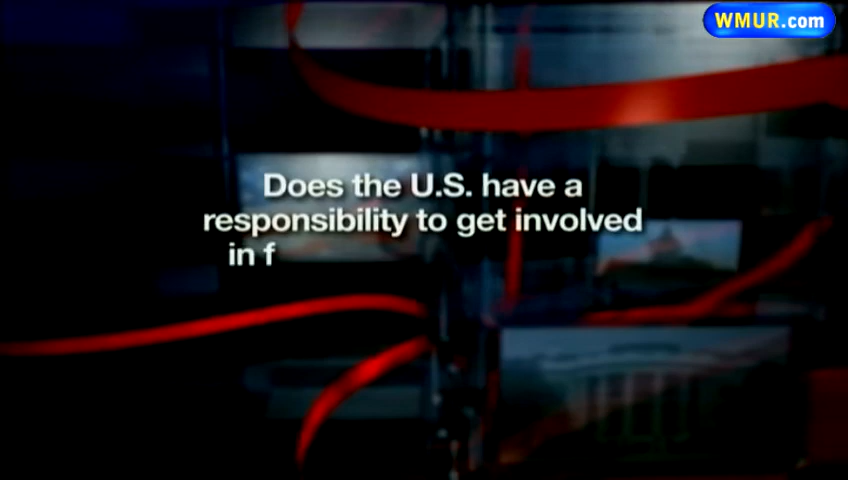 WMUR.com
Does the U.S. have a
responsibility to get involved
in f